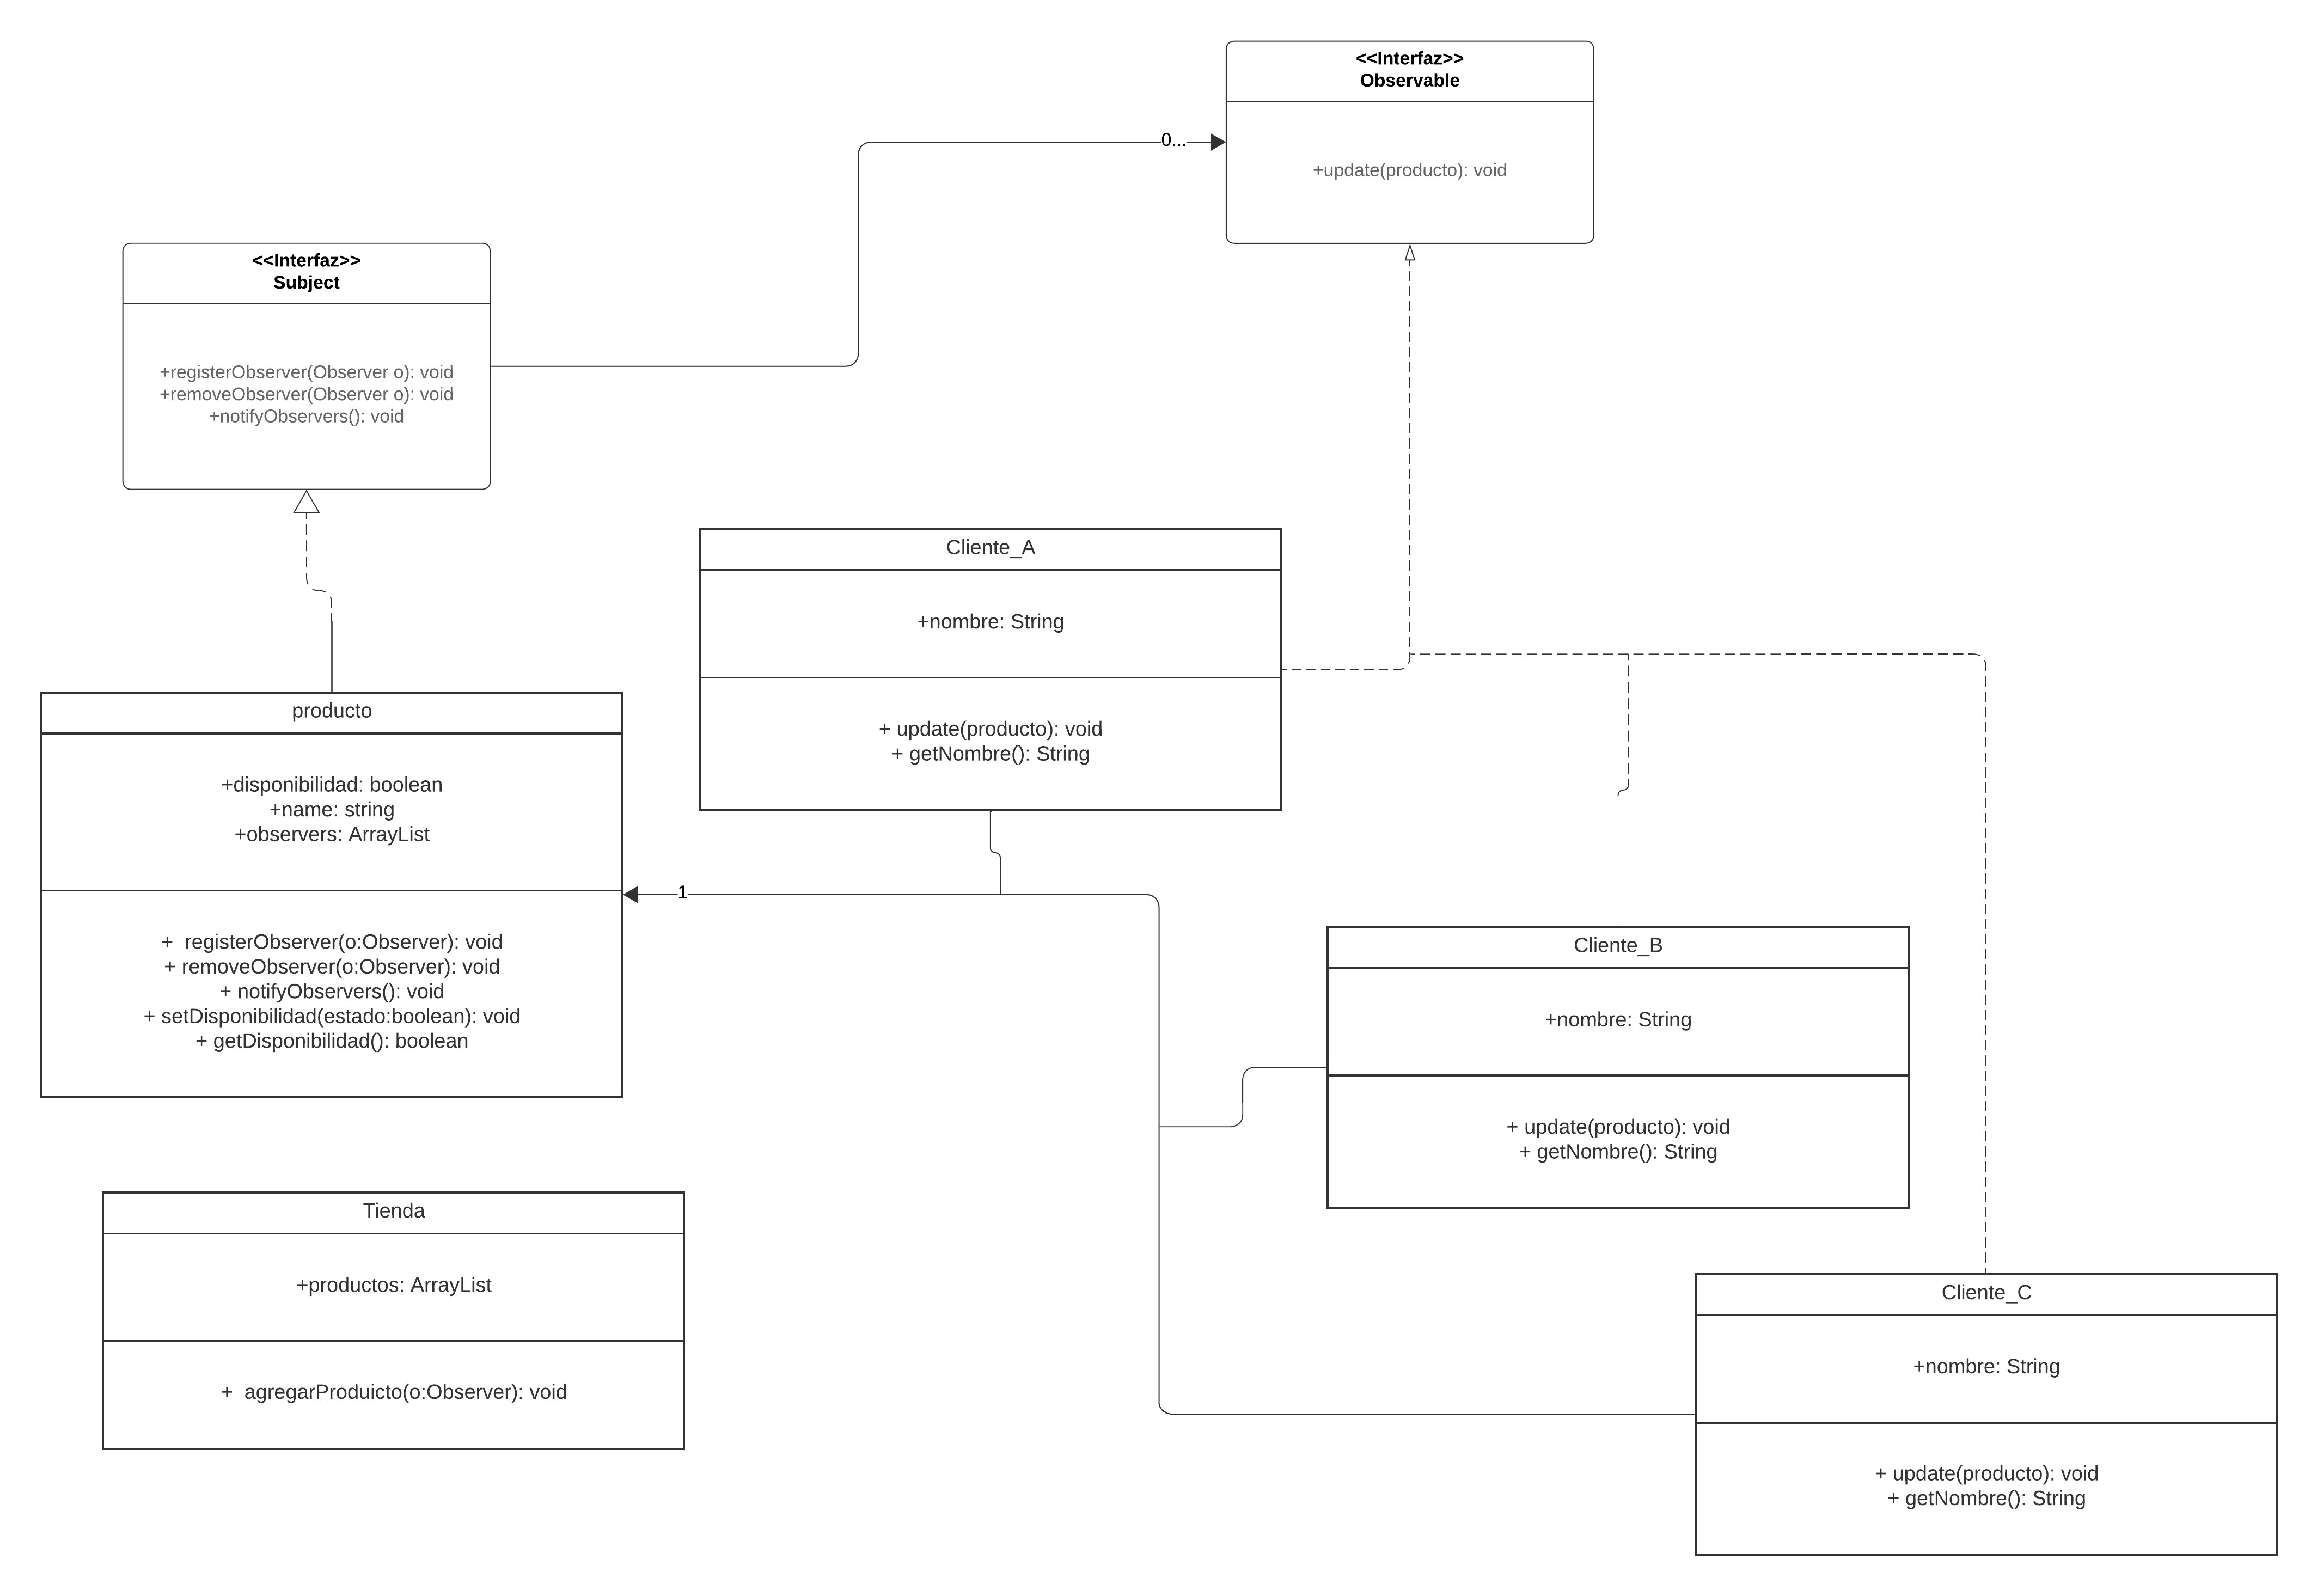 <<Interfaz>>
Observable
0...
+update(producto): void
<<Interfaz>>
Subject
+registerObserver(Observer o): void
+removeObserver(Observer o): void
+notifyObservers(): void
Cliente_A
+nombre: String
+ update(producto): void
+ getNombre(): String
producto
+disponibilidad: boolean
+name: string
+observers: ArrayList
1
+  registerObserver(o:Observer): void
+ removeObserver(o:Observer): void
+ notifyObservers(): void
+ setDisponibilidad(estado:boolean): void
+ getDisponibilidad(): boolean
Cliente_B
+nombre: String
+ update(producto): void
+ getNombre(): String
Tienda
+productos: ArrayList
+  agregarProduicto(o:Observer): void
Cliente_C
+nombre: String
+ update(producto): void
+ getNombre(): String